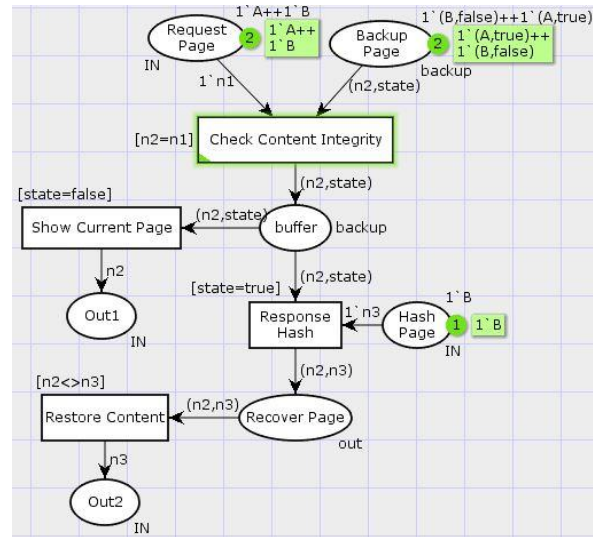 1`A++1`B
1`(B,false)++1`(A,true)
Request
Page
2
1`A++
1`B
Backup
Page
2
1`(A,true)++
1`(B,false)
IN
backup
1`n1
(n2,state)
[n2=n1]
Check Content Integrity
(n2,state)
[state=false]
Show Current Page
(n2,state)
buffer
backup
n2
[state=true]
(n2,state)
Out1
IN
Response
Hash
1`n3
Hash
Page
1`B
1
1`B
IN
(n2,n3)
[n2<>n3]
Restore Content
(n2,n3)
Recover Page
out
n3
Out2
IN